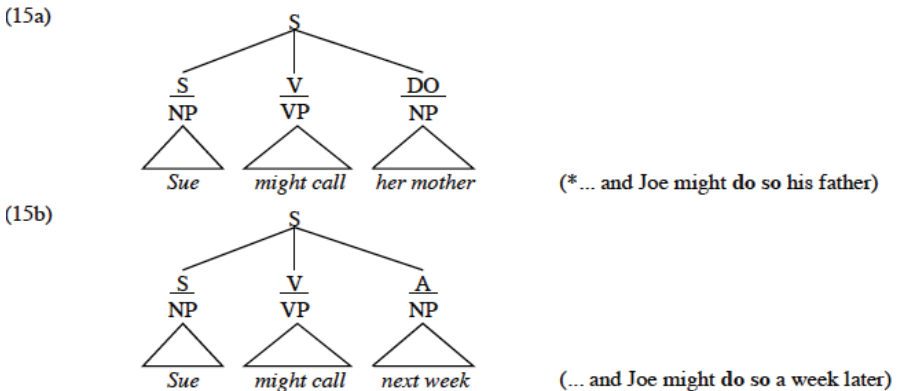 (15a)
S
S V DO
NP VP NP
Sue might call her mother (*... and Joe might do so his father)
(15b)
S
S V A
NP VP NP
Sue might call next week (... and Joe might do so a week later)